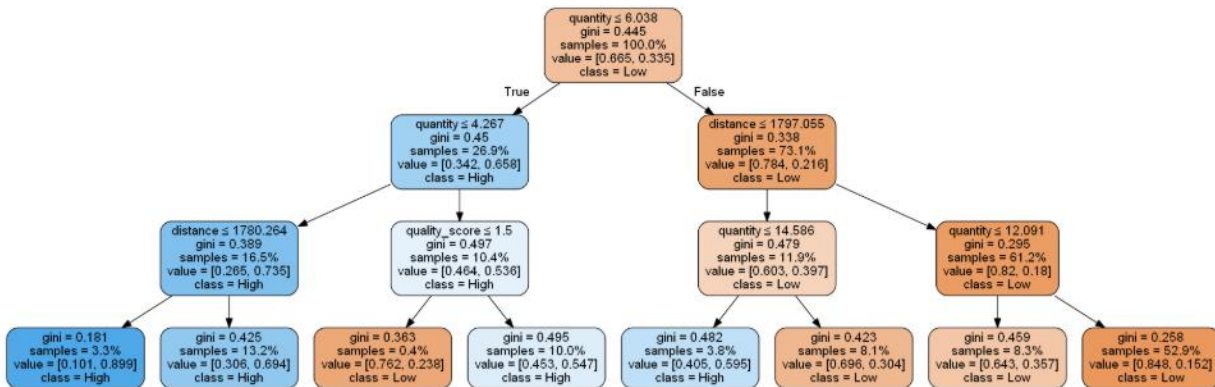 quantity ≤ 6.038
gini = 0.445
samples = 100.0%
value = [0.665, 0.335]
class = Low
True
False
quantity ≤ 4.267
gini = 0.45
samples = 26.9%
value = [0.342, 0.658]
class = High
distance ≤ 1797.055
gini = 0.338
samples = 73.1%
value = [0.784, 0.216]
class = Low
distance ≤ 1780.264
gini = 0.389
samples = 16.5%
value = [0.265, 0.735]
class = High
quality_score ≤ 1.5
gini = 0.497
samples = 10.4%
value = [0.464, 0.536]
class = High
quantity ≤ 14.586
gini = 0.479
samples = 11.9%
value = [0.603, 0.397]
class = Low
quantity ≤ 12.091
gini = 0.295
samples = 61.2%
value = [0.82, 0.18]
class = Low
gini = 0.181
samples = 3.3%
value = [0.101, 0.899]
class = High
gini = 0.425
samples = 13.2%
value = [0.306, 0.694]
class = High
gini = 0.363
samples = 0.4%
value = [0.762, 0.238]
class = Low
gini = 0.495
samples = 10.0%
value = [0.453, 0.547]
class = High
gini = 0.482
samples = 3.8%
value = [0.405, 0.595]
class = High
gini = 0.423
samples = 8.1%
value = [0.696, 0.304]
class = Low
gini = 0.459
samples = 8.3%
value = [0.643, 0.357]
class = Low
gini = 0.258
samples = 52.9%
value = [0.848, 0.152]
class = Low